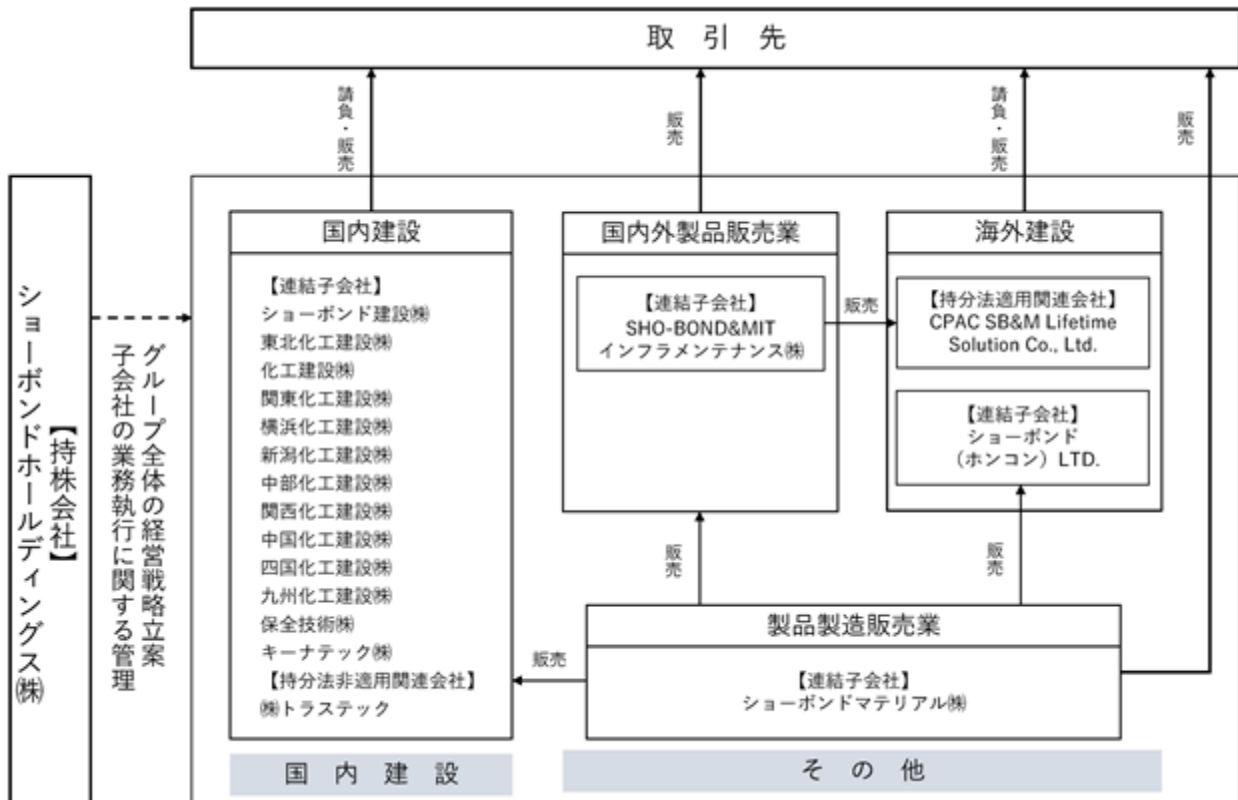 取引先
請負・販売
販売
請負・販売
販売
【持株会社】
ショーボンドホールディングス㈱
グループ全体の経営戦略立案
子会社の業務執行に関する管理
国内建設
【連結子会社】
ショーボンド建設㈱
東北化工建設㈱
化工建設㈱
関東化工建設㈱
横浜化工建設㈱
新潟化工建設㈱
中部化工建設㈱
関西化工建設㈱
中国化工建設㈱
四国化工建設㈱
九州化工建設㈱
保全技術㈱
キーナテック㈱
【持分法非適用関連会社】
㈱トラステック
国内外製品販売業
【連結子会社】
SHO-BOND&MIT
インフラメンテナンス㈱
販売
海外建設
【持分法適用関連会社】
CPAC SB&M Lifetime
Solution Co., Ltd.
【連結子会社】
ショーボンド
（ホンコン）LTD.
販売
販売
販売
製品製造販売業
【連結子会社】
ショーボンドマテリアル㈱
国内建設
その他